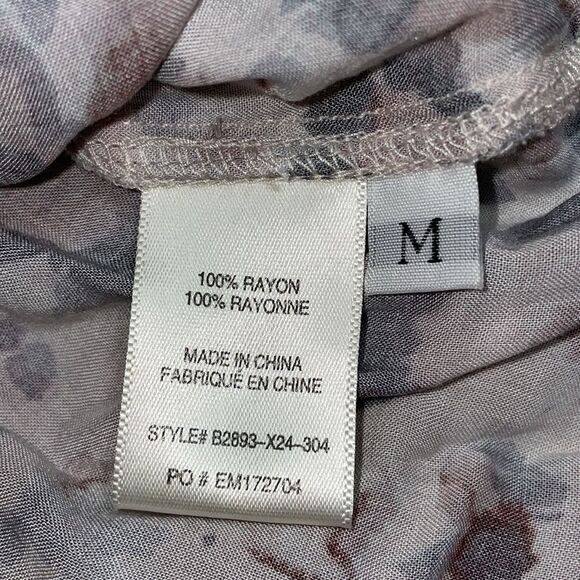 100% RAYON
100% RAYONNE
MADE IN CHINA
FABRIQUÉ EN CHINE
STYLE# B2893-X24-304
PO # EM172704
M